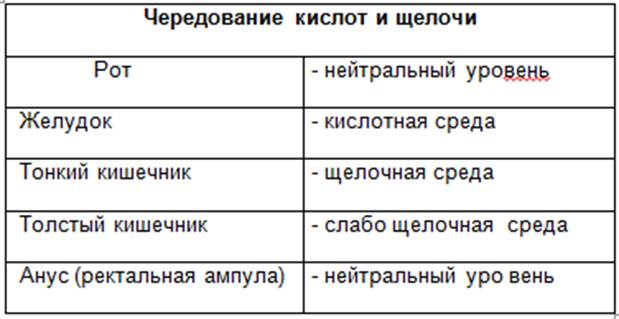 Чередование кислот и щелочи
Рот - нейтральный уровень
Желудок - кислотная среда
Тонкий кишечник - щелочная среда
Толстый кишечник - слабо щелочная среда
Анус (ректальная ампула) - нейтральный уро вень